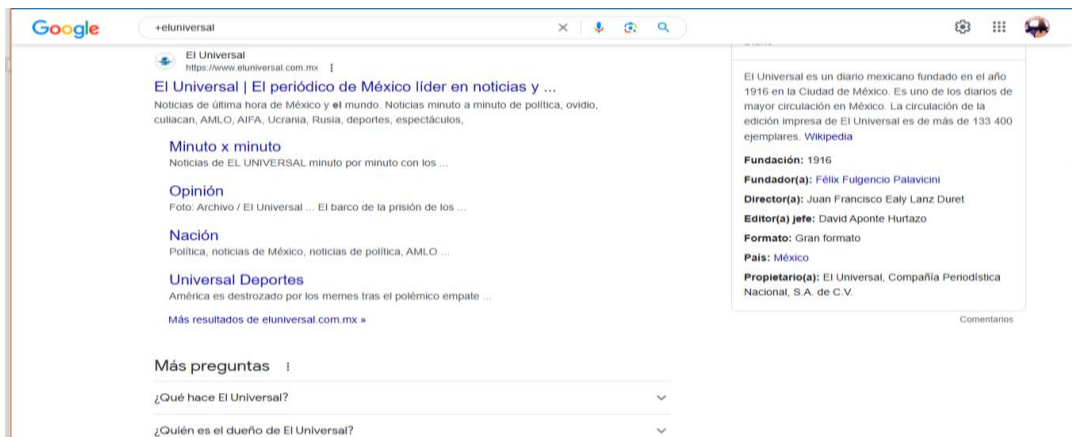 Google
+eluniversal
El Universal
https://www.eluniversal.com.mx
El Universal | El periódico de México líder en noticias y ...
Noticias de última hora de México y el mundo. Noticias minuto a minuto de política, ovidio,
culiacan, AMLO, AIFA, Ucrania, Rusia, deportes, espectáculos,
Minuto x minuto
Noticias de EL UNIVERSAL minuto por minuto con los ...
Opinión
Foto: Archivo / El Universal ... El barco de la prisión de los ...
Nación
Política, noticias de México, noticias de política, AMLO ...
Universal Deportes
América es destrozado por los memes tras el polémico empate ...
Más resultados de eluniversal.com.mx »
Más preguntas
¿Qué hace El Universal?
¿Quién es el dueño de El Universal?
El Universal es un diario mexicano fundado en el año
1916 en la Ciudad de México. Es uno de los diarios de
mayor circulación en México. La circulación de la
edición impresa de El Universal es de más de 133 400
ejemplares. Wikipedia
Fundación: 1916
Fundador(a): Félix Fulgencio Palavicini
Director(a): Juan Francisco Ealy Lanz Duret
Editor(a) jefe: David Aponte Hurtazo
Formato: Gran formato
País: México
Propietario(a): El Universal, Compañía Periodística
Nacional, S.A. de C.V.
Comentarios